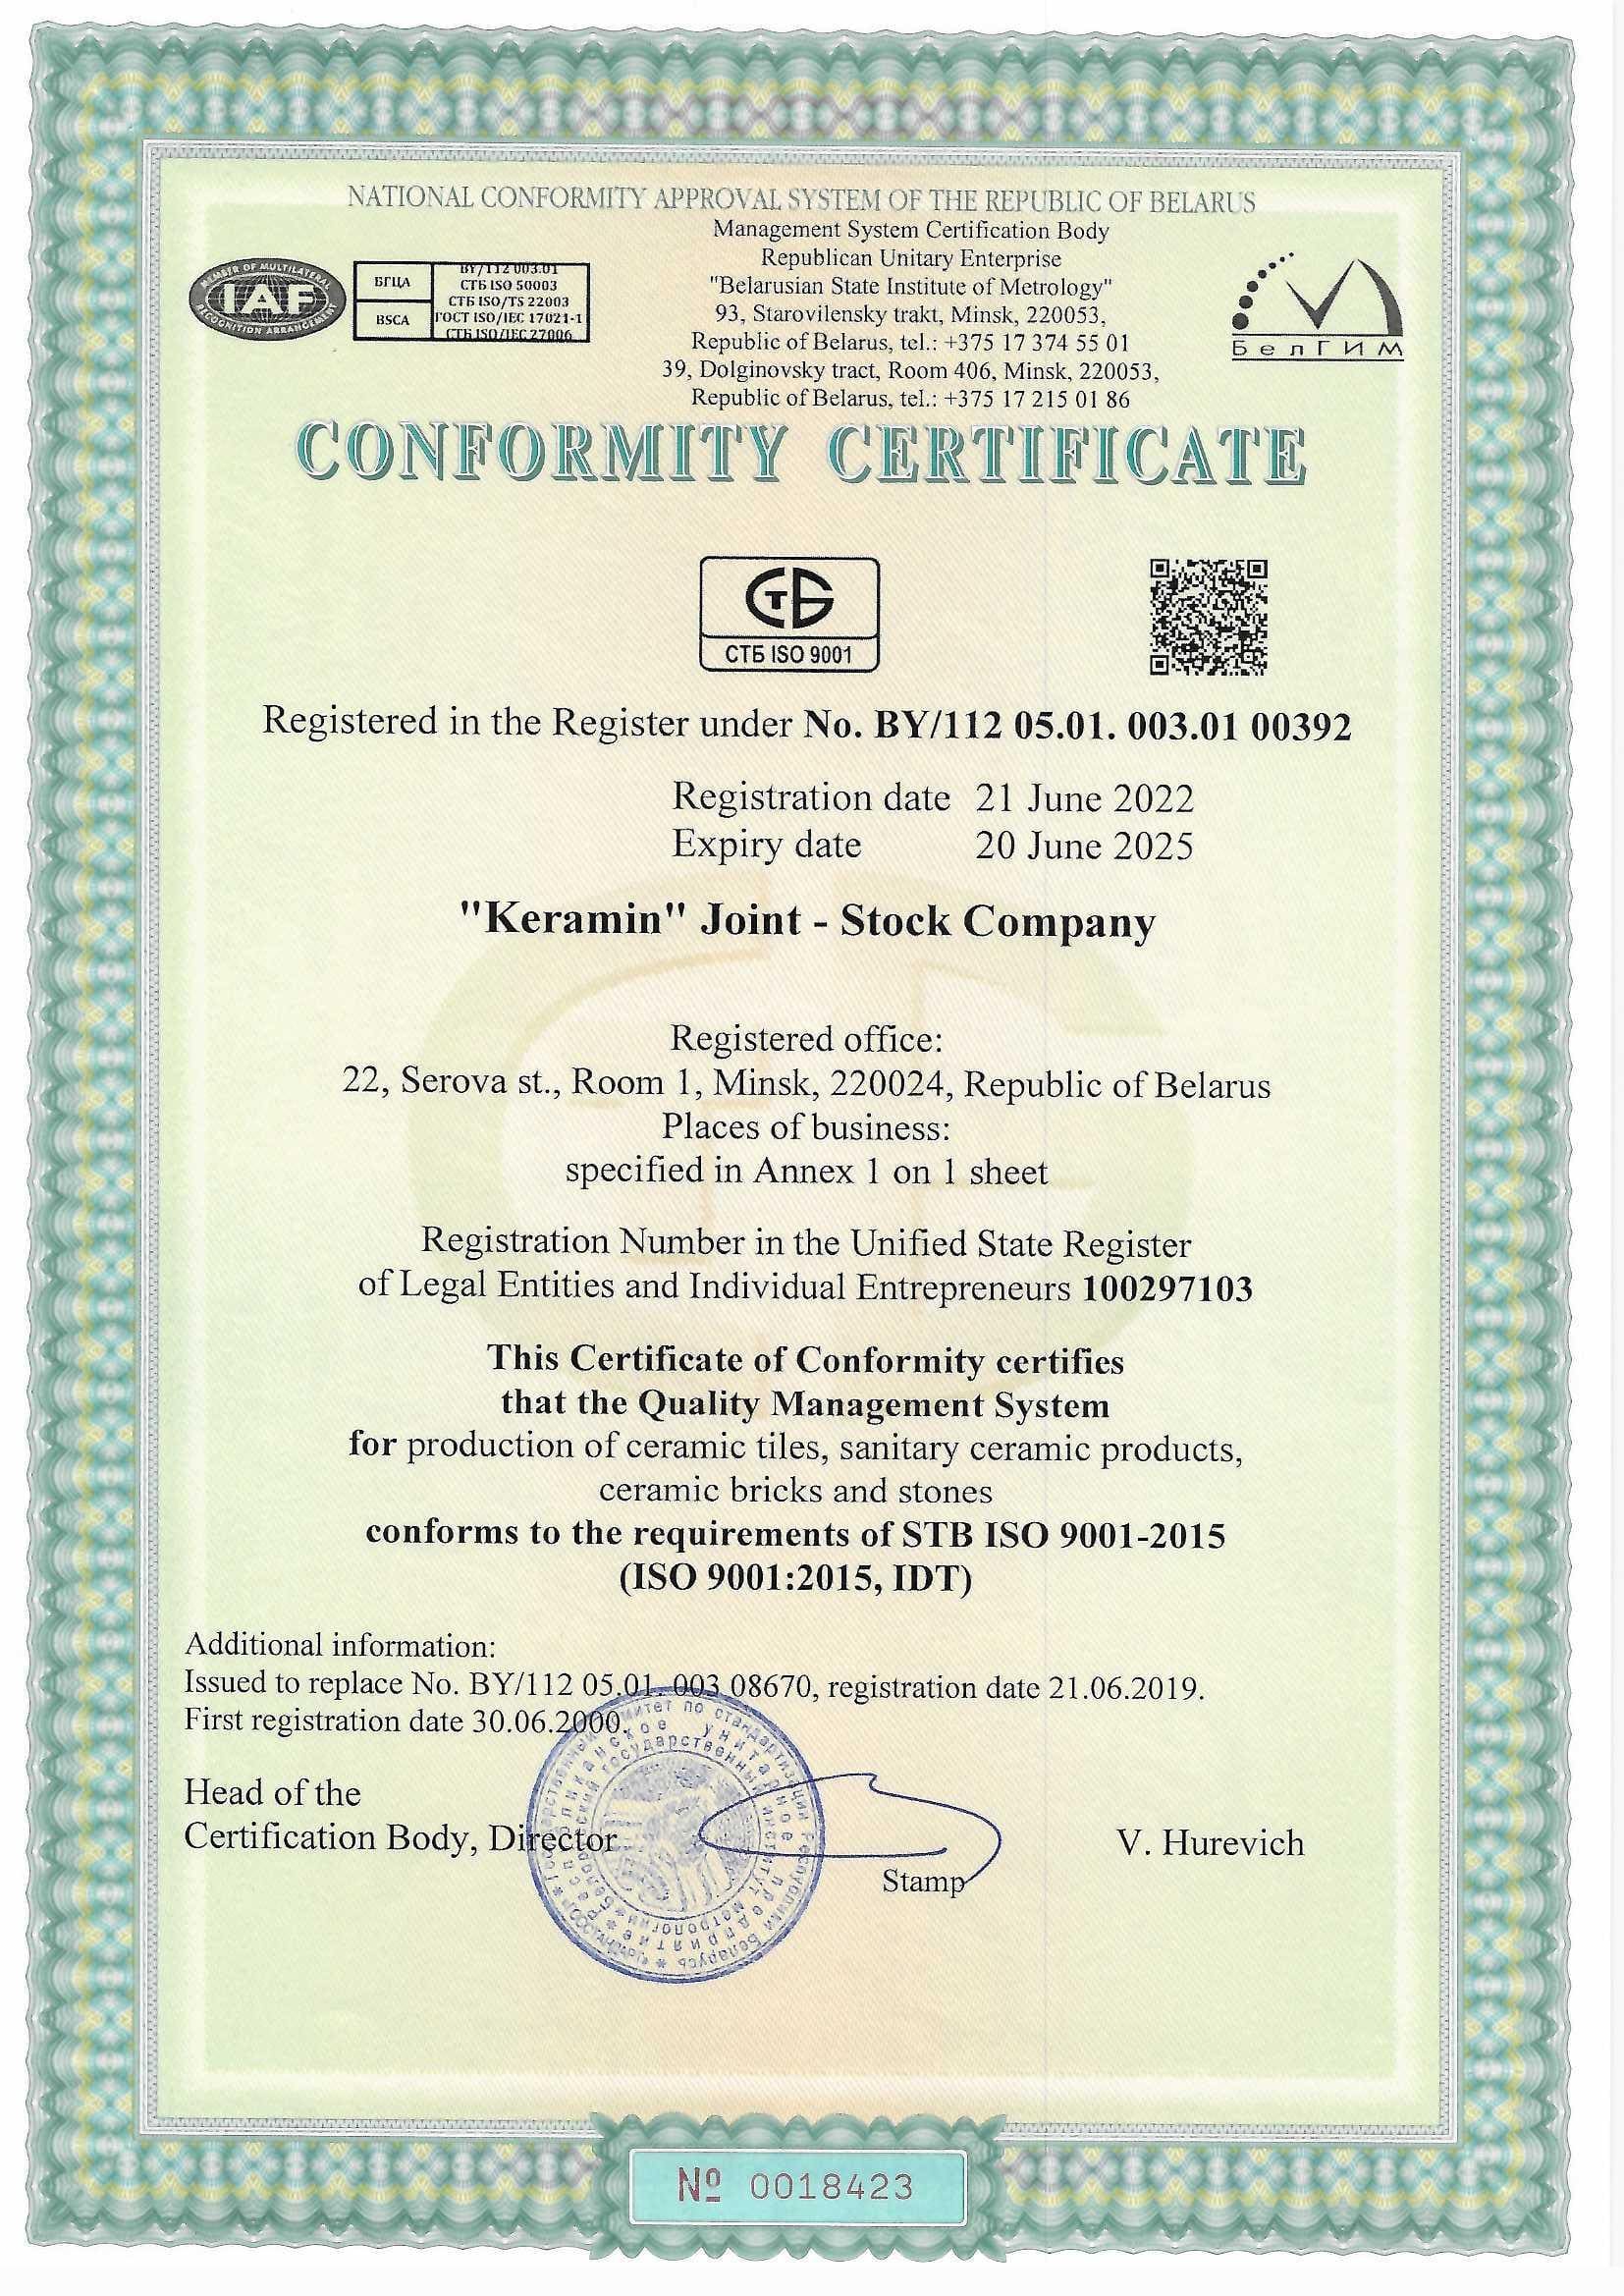 NATIONAL CONFORMITY APPROVAL SYSTEM OF THE REPUBLIC OF BELARUS
Management System Certification Body
Republican Unitary Enterprise
"Belarusian State Institute of Metrology"
93, Starovilensky trakt, Minsk, 220053,
Republic of Belarus, tel.: +375 17 374 55 01
39, Dolginovsky tract, Room 406, Minsk, 220053,
Republic of Belarus, tel.: +375 17 215 01 86
MEMBER OF MULTILATERAL
IAF
RECOGNITION ARRANGEMENT
БГЦА
BSCA
BY/112 003.01
СТБ ISO 50003
СТБ ISO/TS 22003
ГОСТ ISO/IEC 17021-1
СТБ ISO/IEC 27006
БелГИМ
CONFORMITY CERTIFICATE
СТБ
СТБ ISO 9001
Registered in the Register under No. BY/112 05.01. 003.01 00392
Registration date 21 June 2022
Expiry date 20 June 2025
"Keramin" Joint - Stock Company
Registered office:
22, Serova st., Room 1, Minsk, 220024, Republic of Belarus
Places of business:
specified in Annex 1 on 1 sheet
Registration Number in the Unified State Register
of Legal Entities and Individual Entrepreneurs 100297103
This Certificate of Conformity certifies
that the Quality Management System
for production of ceramic tiles, sanitary ceramic products,
ceramic bricks and stones
conforms to the requirements of STB ISO 9001-2015
(ISO 9001:2015, IDT)
Additional information:
Issued to replace No. BY/112 05.01. 003 08670, registration date 21.06.2019.
First registration date 30.06.2000.
Head of the
Certification Body, Director
Stamp
V. Hurevich
№ 0018423